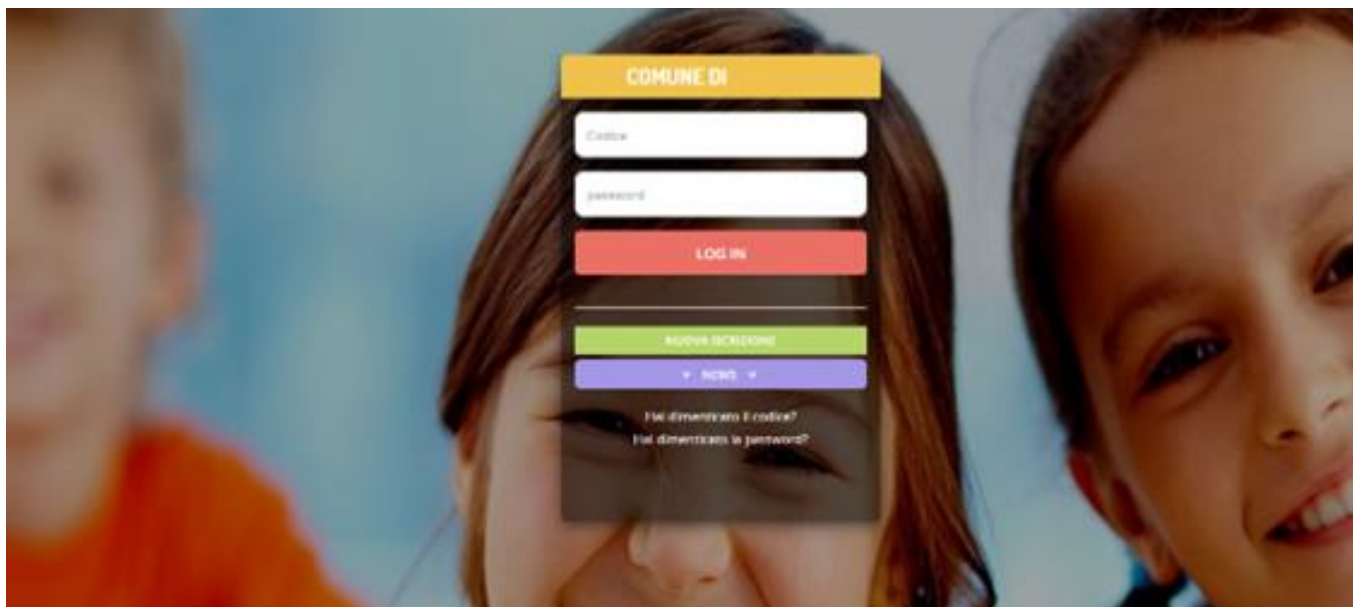 COMUNE DI
Codice
password
LOG IN
NUOVA ISCRIZIONE
NEWS
Hai dimenticato il codice?
Hai dimenticato la password?